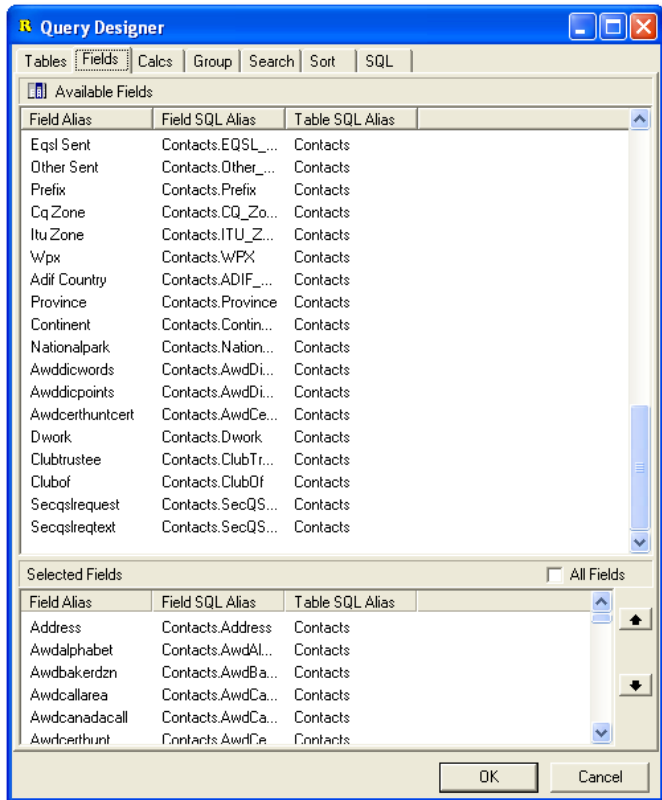 R Query Designer
Tables Fields Calcs Group Search Sort SQL
Available Fields
Field Alias Field SQL Alias Table SQL Alias
Eqsl Sent Contacts.EQSL_... Contacts
Other Sent Contacts.Other_... Contacts
Prefix Contacts.Prefix Contacts
Cq Zone Contacts.CQ_Zo... Contacts
Itu Zone Contacts.ITU_Z... Contacts
Wpx Contacts.WPX Contacts
Adif Country Contacts.ADIF_... Contacts
Province Contacts.Province Contacts
Continent Contacts.Contin... Contacts
Nationalpark Contacts.Nation... Contacts
Awddicwords Contacts.AwdDi... Contacts
Awddicpoints Contacts.AwdDi... Contacts
Awdcerthuntcert Contacts.AwdCe... Contacts
Dwork Contacts.Dwork Contacts
Clubtrustee Contacts.ClubTr... Contacts
Clubof Contacts.ClubOf Contacts
Secqslrequest Contacts.SecQS... Contacts
Secqslreqtext Contacts.SecQS... Contacts
Selected Fields All Fields
Field Alias Field SQL Alias Table SQL Alias
Address Contacts.Address Contacts
Awdalphabet Contacts.AwdAl... Contacts
Awdbakerdzn Contacts.AwdBa... Contacts
Awdcallarea Contacts.AwdCa... Contacts
Awdcanadacall Contacts.AwdCa... Contacts
Awdcerthunt Contacts.AwdCe... Contacts
OK Cancel